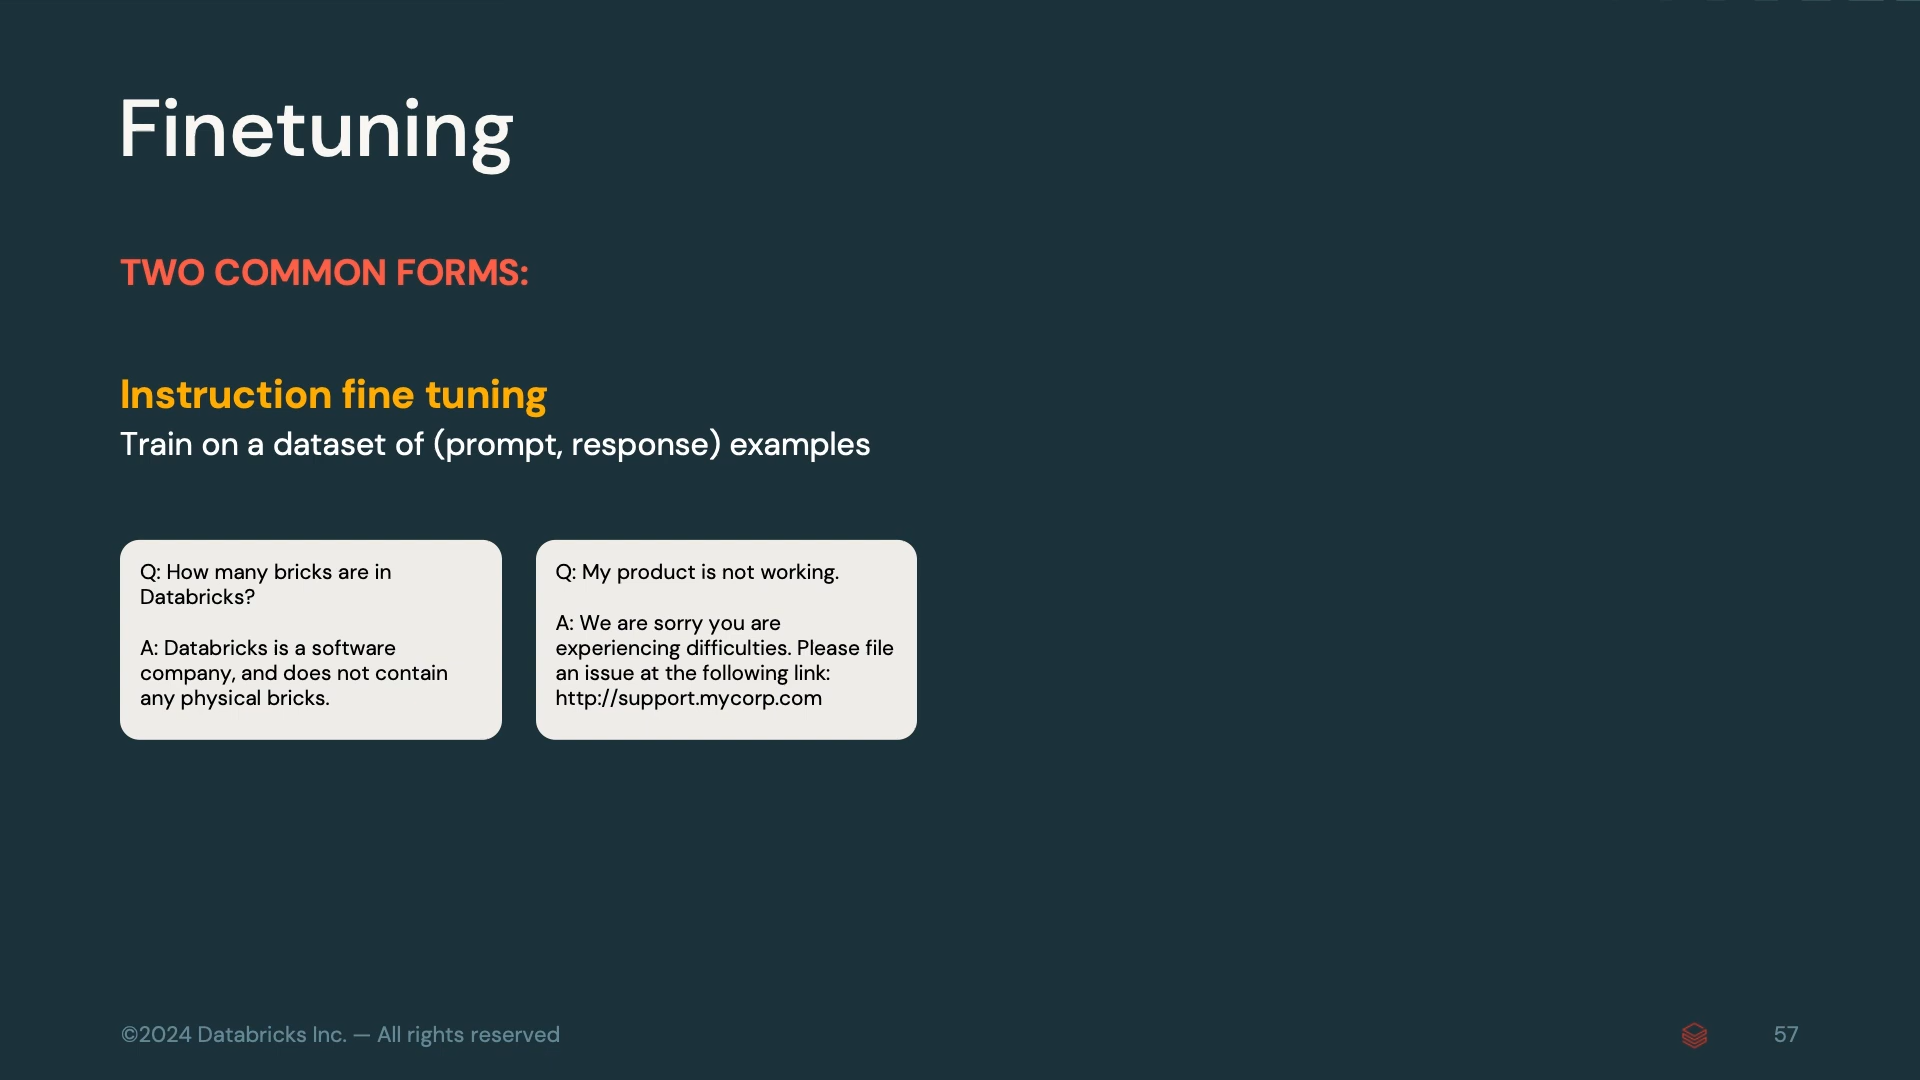 Finetuning
TWO COMMON FORMS:
Instruction fine tuning
Train on a dataset of (prompt, response) examples
Q: How many bricks are in
Databricks?
A: Databricks is a software
company, and does not contain
any physical bricks.
Q: My product is not working.
A: We are sorry you are
experiencing difficulties. Please file
an issue at the following link:
http://support.mycorp.com
©2024 Databricks Inc. — All rights reserved
57